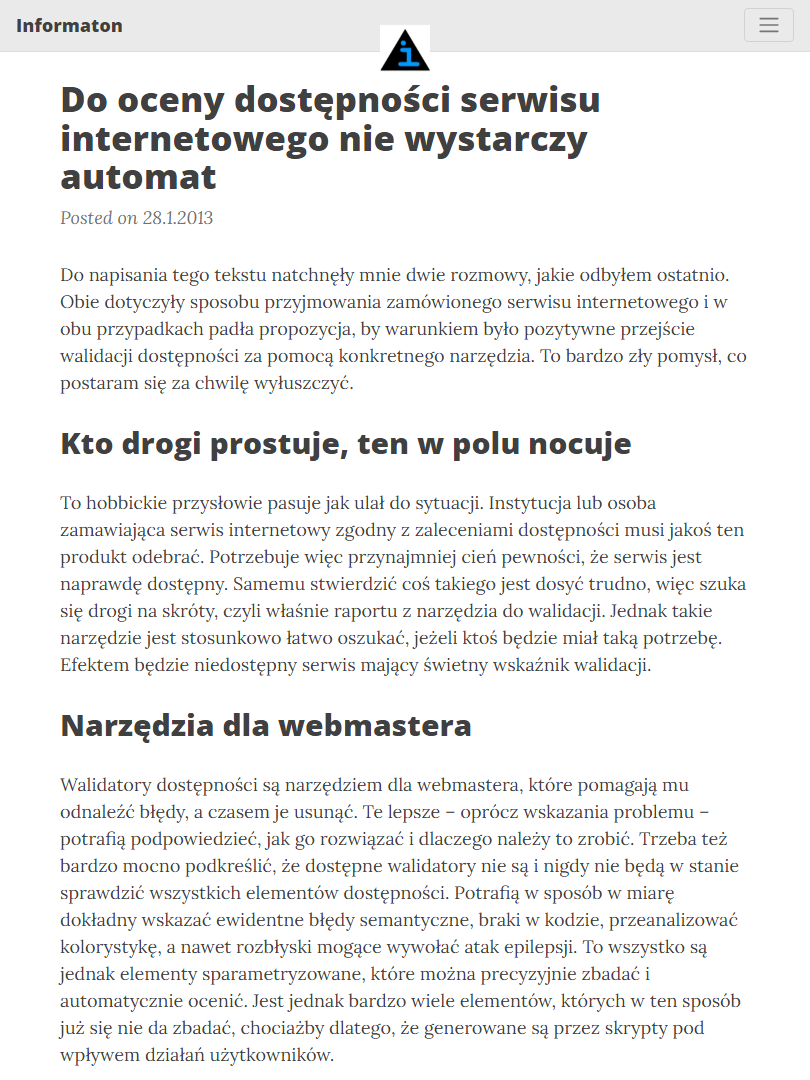 Informaton
i
Do oceny dostępności serwisu
internetowego nie wystarczy
automat
Posted on 28.1.2013
Do napisania tego tekstu natchnęły mnie dwie rozmowy, jakie odbyłem ostatnio.
Obie dotyczyły sposobu przyjmowania zamówionego serwisu internetowego i w
obu przypadkach padła propozycja, by warunkiem było pozytywne przejście
walidacji dostępności za pomocą konkretnego narzędzia. To bardzo zły pomysł, co
postaram się za chwilę wyłuszczyć.
Kto drogi prostuje, ten w polu nocuje
To hobbickie przysłowie pasuje jak ulał do sytuacji. Instytucja lub osoba
zamawiająca serwis internetowy zgodny z zaleceniami dostępności musi jakoś ten
produkt odebrać. Potrzebuje więc przynajmniej cień pewności, że serwis jest
naprawdę dostępny. Samemu stwierdzić coś takiego jest dosyć trudno, więc szuka
się drogi na skróty, czyli właśnie raportu z narzędzia do walidacji. Jednak takie
narzędzie jest stosunkowo łatwo oszukać, jeżeli ktoś będzie miał taką potrzebę.
Efektem będzie niedostępny serwis mający świetny wskaźnik walidacji.
Narzędzia dla webmastera
Walidatory dostępności są narzędziem dla webmastera, które pomagają mu
odnaleźć błędy, a czasem je usunąć. Te lepsze – oprócz wskazania problemu –
potrafią podpowiedzieć, jak go rozwiązać i dlaczego należy to zrobić. Trzeba też
bardzo mocno podkreślić, że dostępne walidatory nie są i nigdy nie będą w stanie
sprawdzić wszystkich elementów dostępności. Potrafią w sposób w miarę
dokładny wskazać ewidentne błędy semantyczne, braki w kodzie, przeanalizować
kolorystykę, a nawet rozbłyski mogące wywołać atak epilepsji. To wszystko są
jednak elementy sparametryzowane, które można precyzyjnie zbadać i
automatycznie ocenić. Jest jednak bardzo wiele elementów, których w ten sposób
już się nie da zbadać, chociażby dlatego, że generowane są przez skrypty pod
wpływem działań użytkowników.